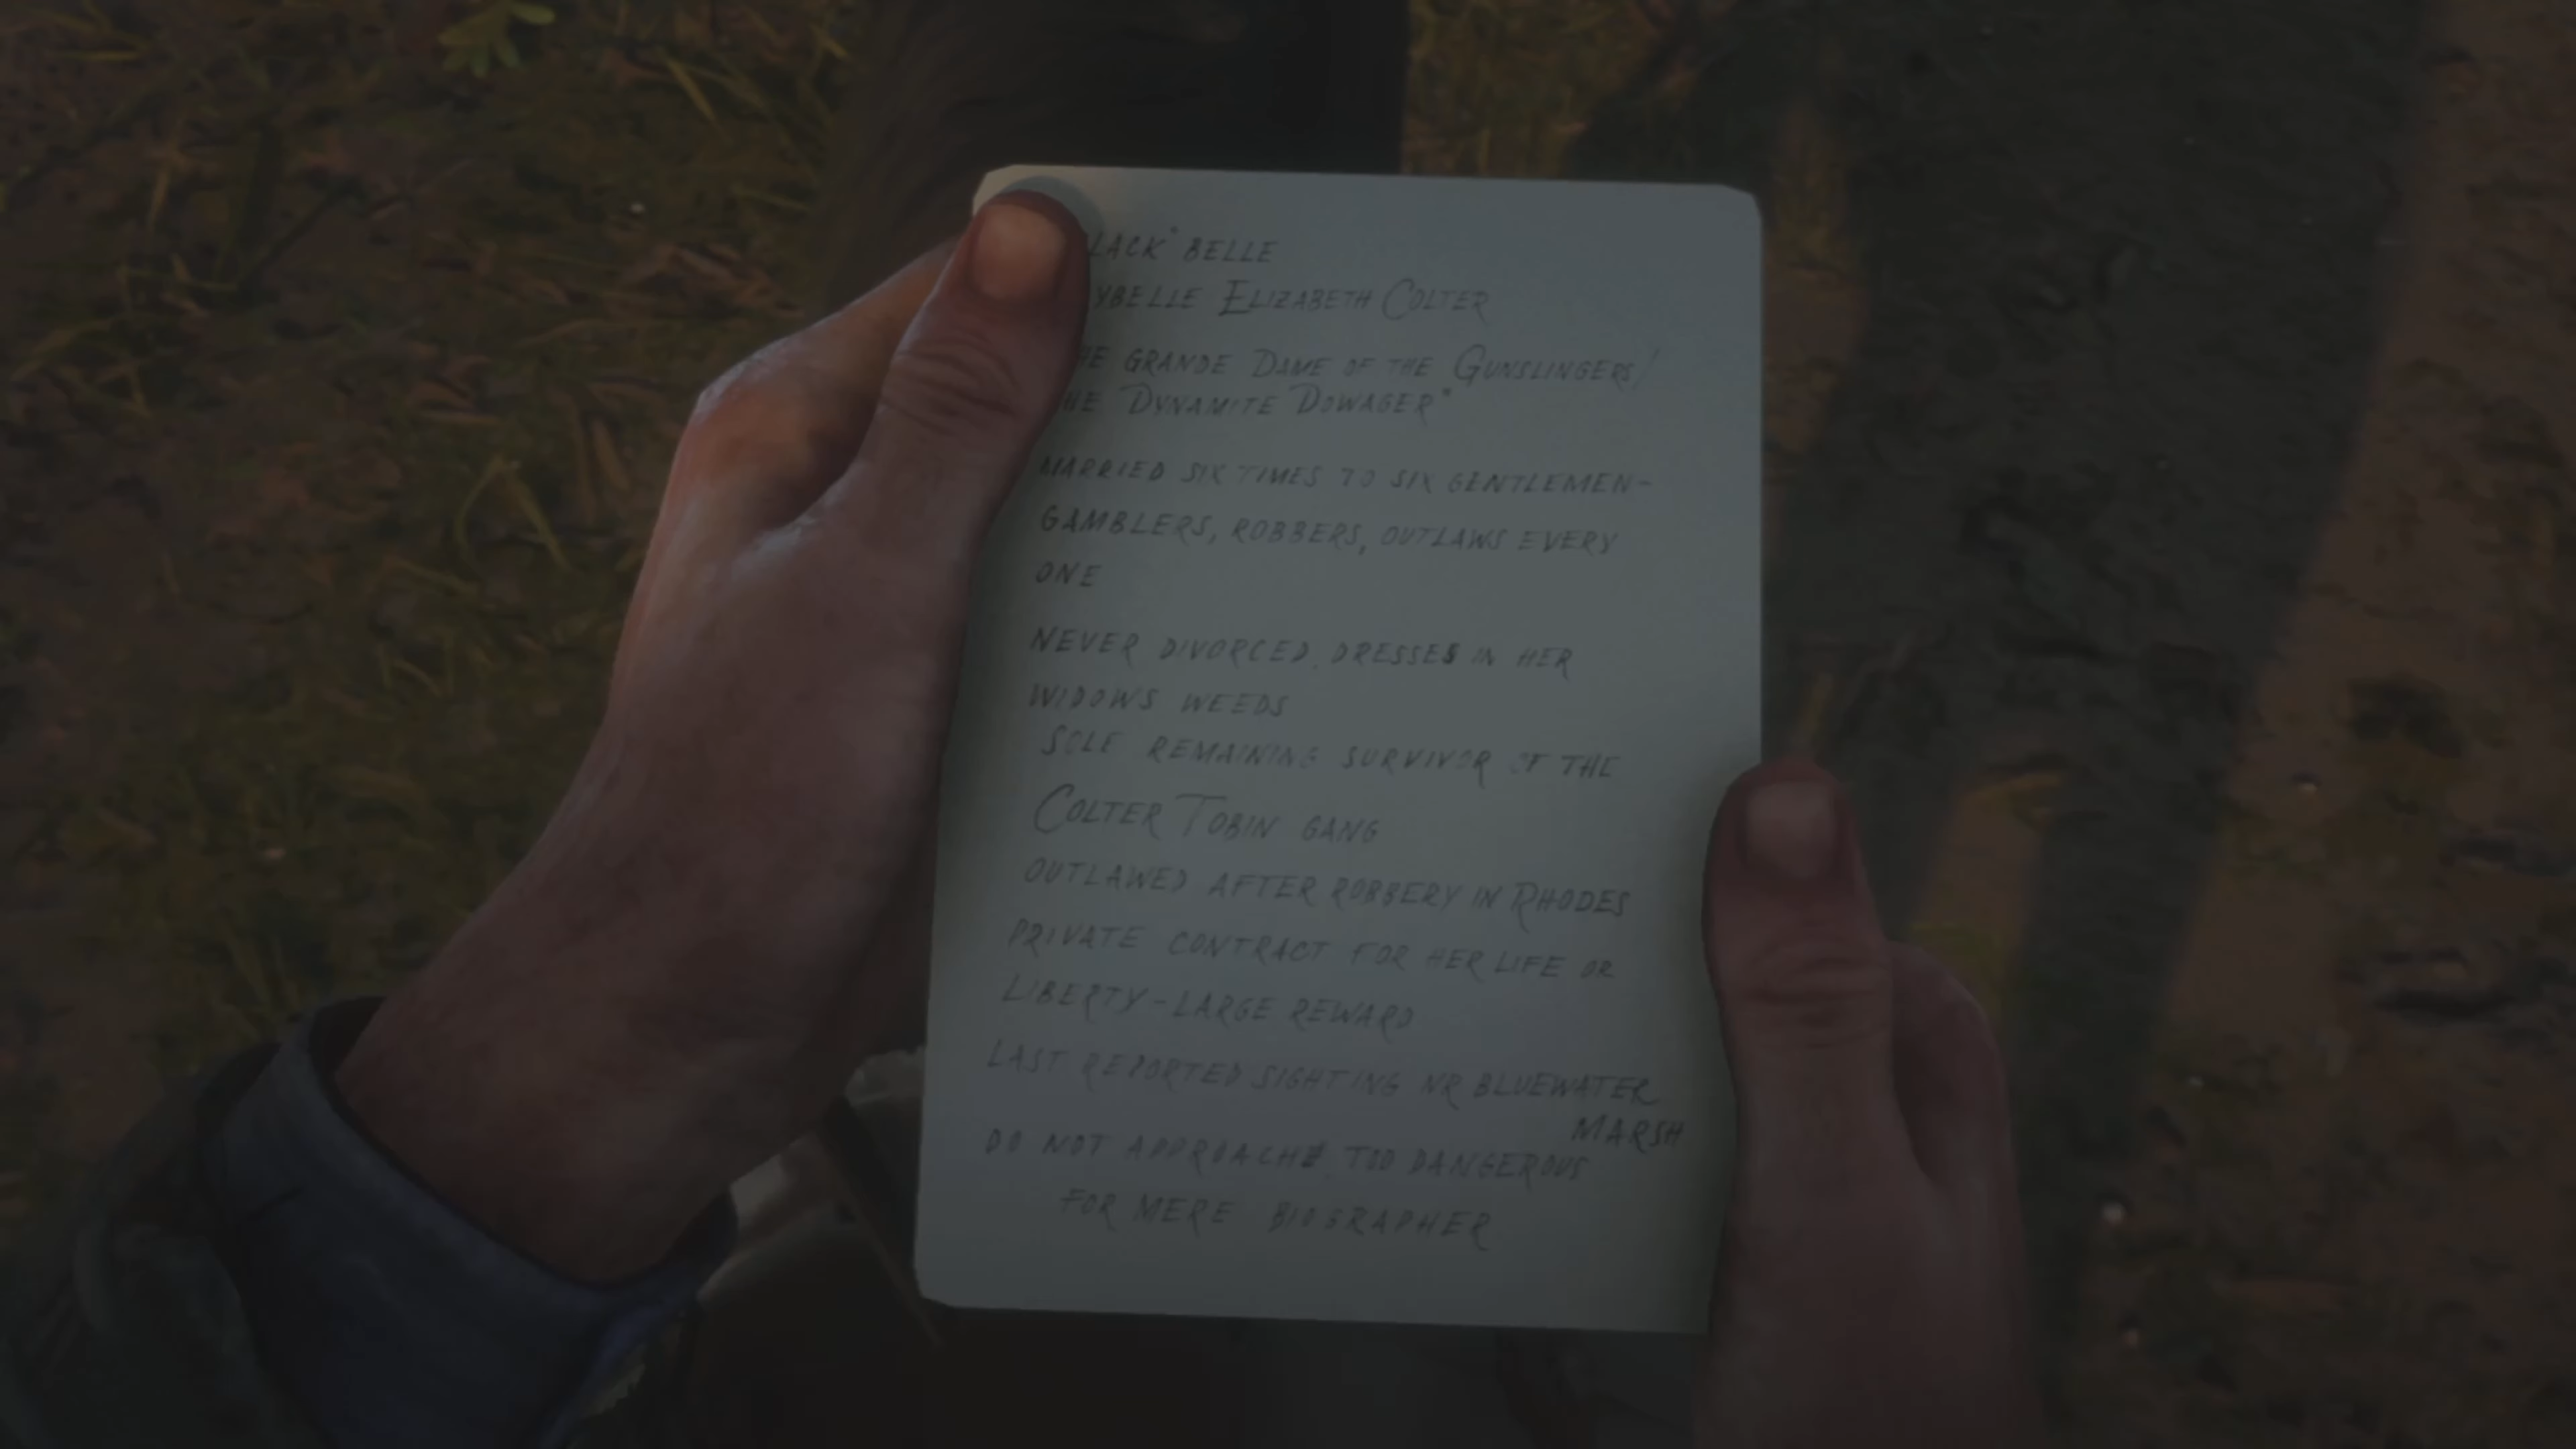 LACK" BELLE
YBELLE ELIZABETH COLTER
HE GRANDE DAME OF THE GUNSLINGERS/
HE DYNAMITE DOWAGER"
MARRIED SIX TIMES TO SIX GENTLEMEN-
GAMBLERS, ROBBERS, OUTLAWS EVERY
ONE
NEVER DIVORCED. DRESSES IN HER
WIDOWS WEEDS
SOLE REMAINING SURVIVOR OF THE
COLTER TOBIN GANG
OUTLAWED AFTER ROBBERY IN RHODES
PRIVATE CONTRACT FOR HER LIFE OR
LIBERTY-LARGE REWARD
LAST REPORTED SIGHTING NR BLUEWATER
MARSH
DO NOT APPROACH TOO DANGEROUS
FOR MERE BIOGRAPHER